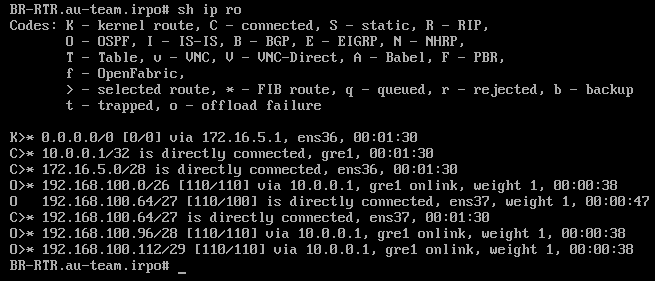 BR-RTR.au-team.irpo# sh ip ro
Codes: K - kernel route, C - connected, S - static, R - RIP,
O - OSPF, I - IS-IS, B - BGP, E - EIGRP, N - NHRP,
T - Table, v - VNC, V - VNC-Direct, A - Babel, F - PBR,
f - OpenFabric,
> - selected route, * - FIB route, q - queued, r - rejected, b - backup
t - trapped, o - offload failure
K>* 0.0.0.0/0 [0/0] via 172.16.5.1, ens36, 00:01:30
C>* 10.0.0.1/32 is directly connected, gre1, 00:01:30
C>* 172.16.5.0/28 is directly connected, ens36, 00:01:30
O>* 192.168.100.0/26 [110/110] via 10.0.0.1, gre1 onlink, weight 1, 00:00:38
O   192.168.100.64/27 [110/100] is directly connected, ens37, weight 1, 00:00:47
C>* 192.168.100.64/27 is directly connected, ens37, 00:01:30
O>* 192.168.100.96/28 [110/110] via 10.0.0.1, gre1 onlink, weight 1, 00:00:38
O>* 192.168.100.112/29 [110/110] via 10.0.0.1, gre1 onlink, weight 1, 00:00:38
BR-RTR.au-team.irpo# _